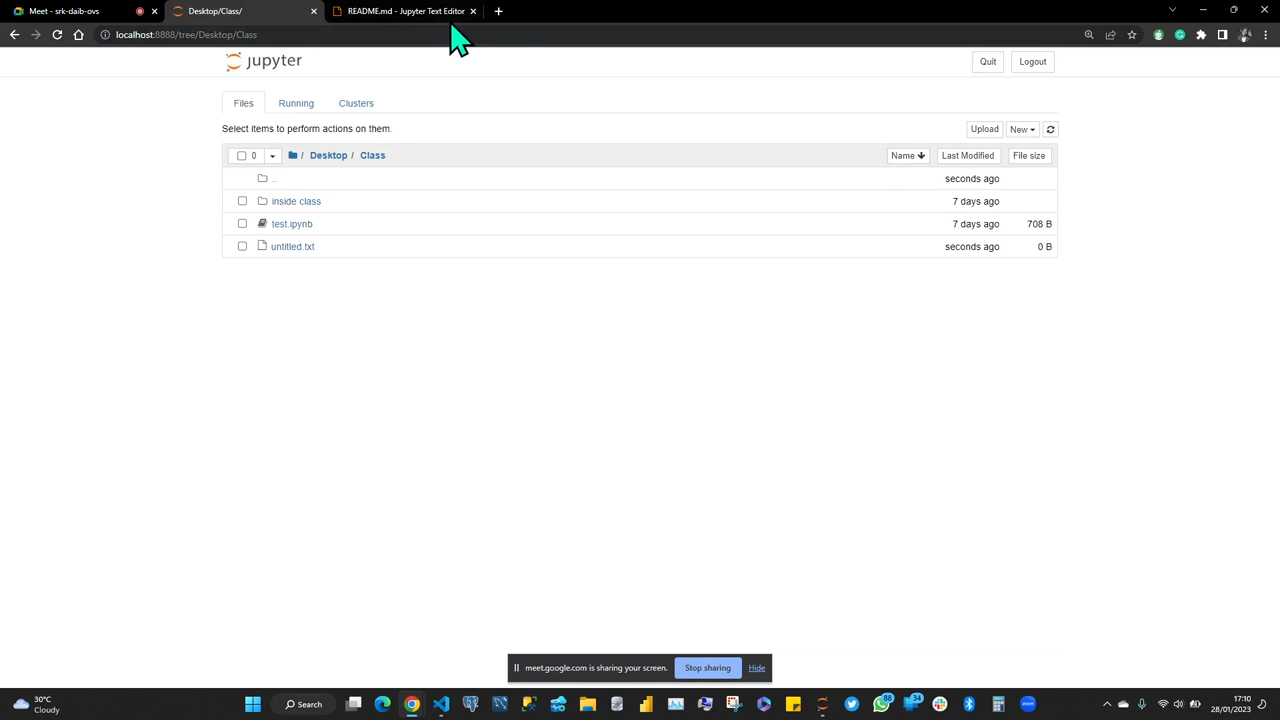 Meet - srk-daib-ovs
Desktop/Class/
README.md - Jupyter Text Editor
localhost:8888/tree/Desktop/Class
jupyter
Quit
Logout
Files
Running
Clusters
Select items to perform actions on them.
Upload
New
0
/ Desktop / Class
Name
Last Modified
File size
..
seconds ago
inside class
7 days ago
test.ipynb
7 days ago
708 B
untitled.txt
seconds ago
0 B
meet.google.com is sharing your screen.
Stop sharing
Hide
30°C
Cloudy
Search
88
34
zoom
17:10
28/01/2023